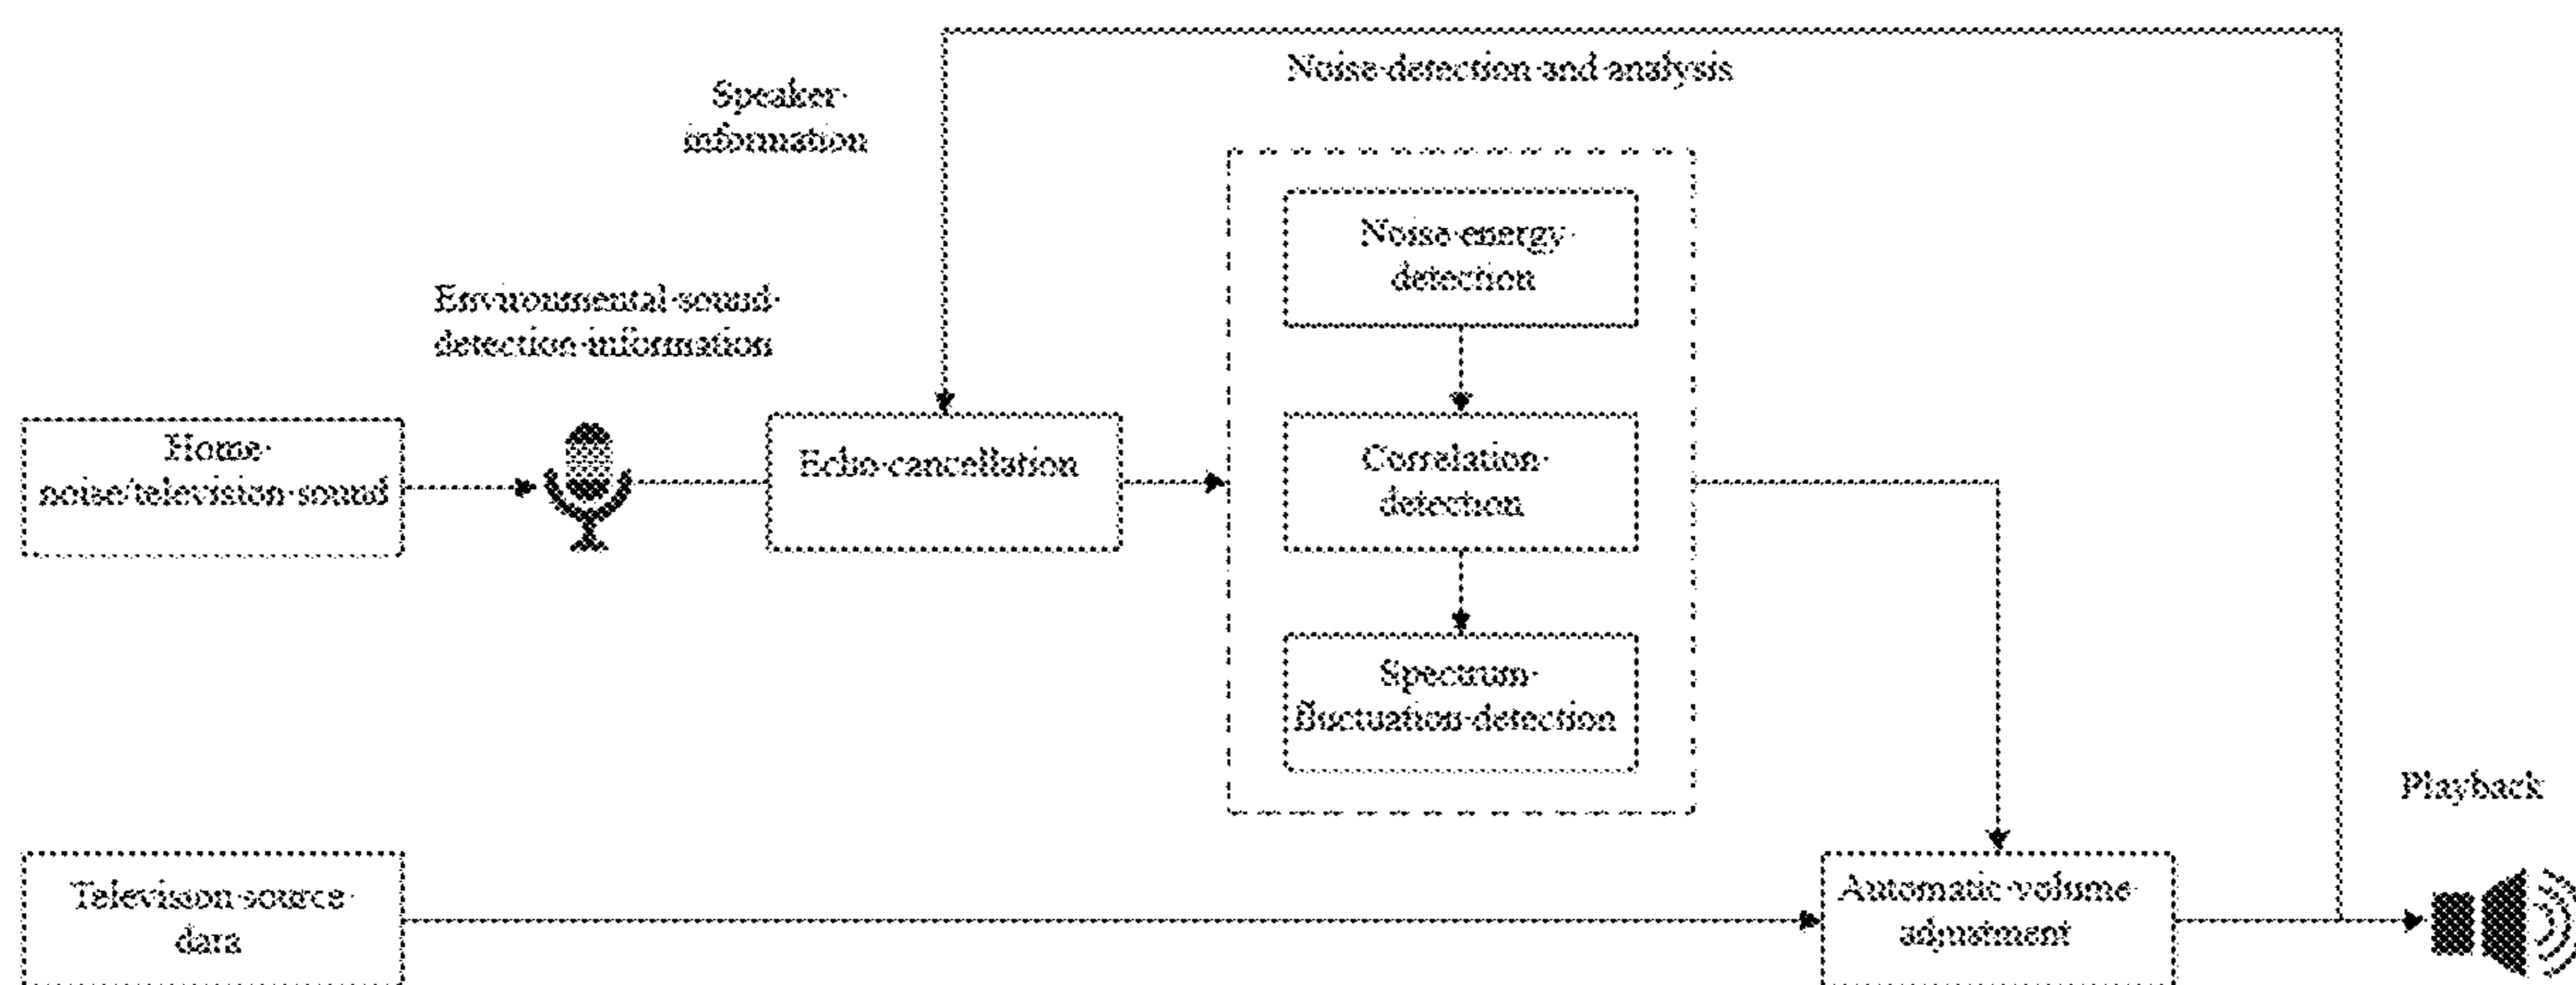 Noise detection and analysis
Speaker
information
Noise energy
detection
Environmental sound
detection information
Home
noise/television sound
Echo cancellation
Correlation
detection
Spectrum
fluctuation detection
Playback
Television source
data
Automatic volume
adjustment